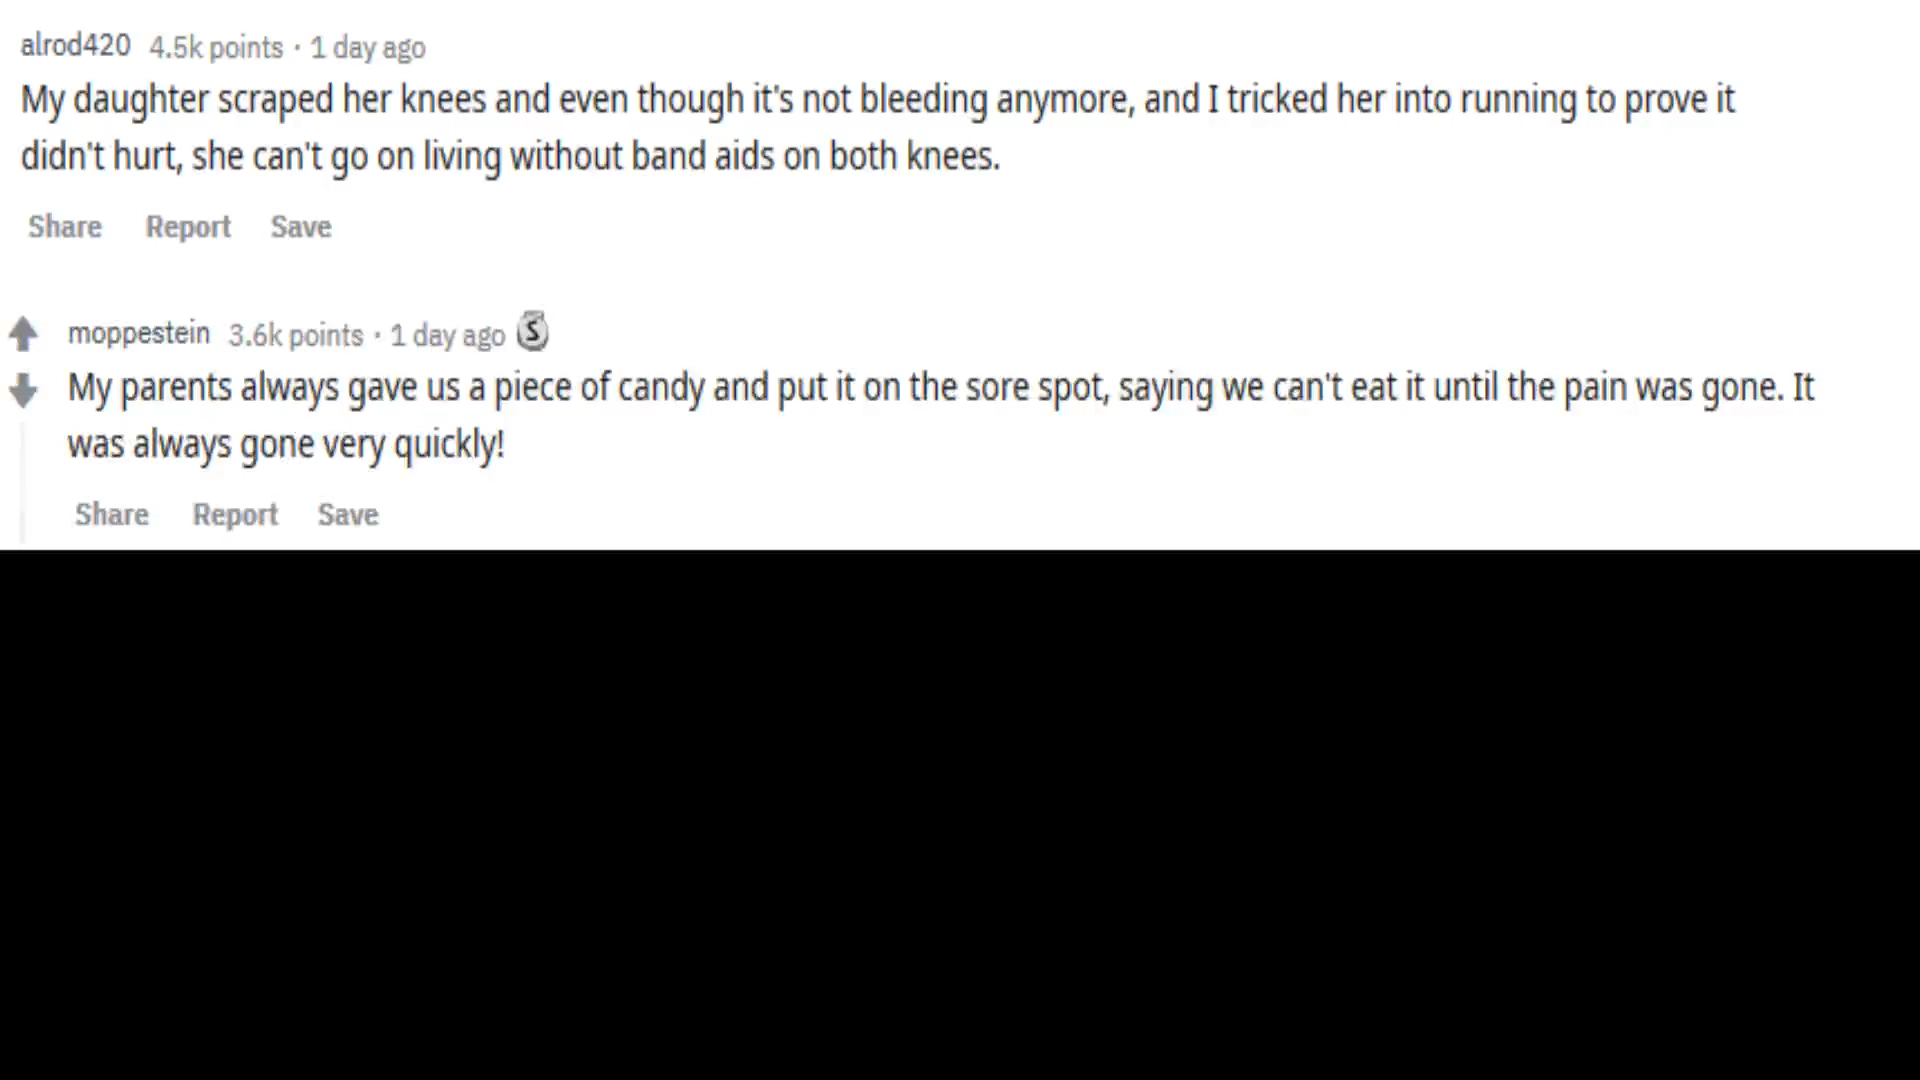 alrod420 4.5k points · 1 day ago
My daughter scraped her knees and even though it's not bleeding anymore, and I tricked her into running to prove it
didn't hurt, she can't go on living without band aids on both knees.
Share Report Save
moppestein 3.6k points · 1 day ago S
My parents always gave us a piece of candy and put it on the sore spot, saying we can't eat it until the pain was gone. It
was always gone very quickly!
Share Report Save